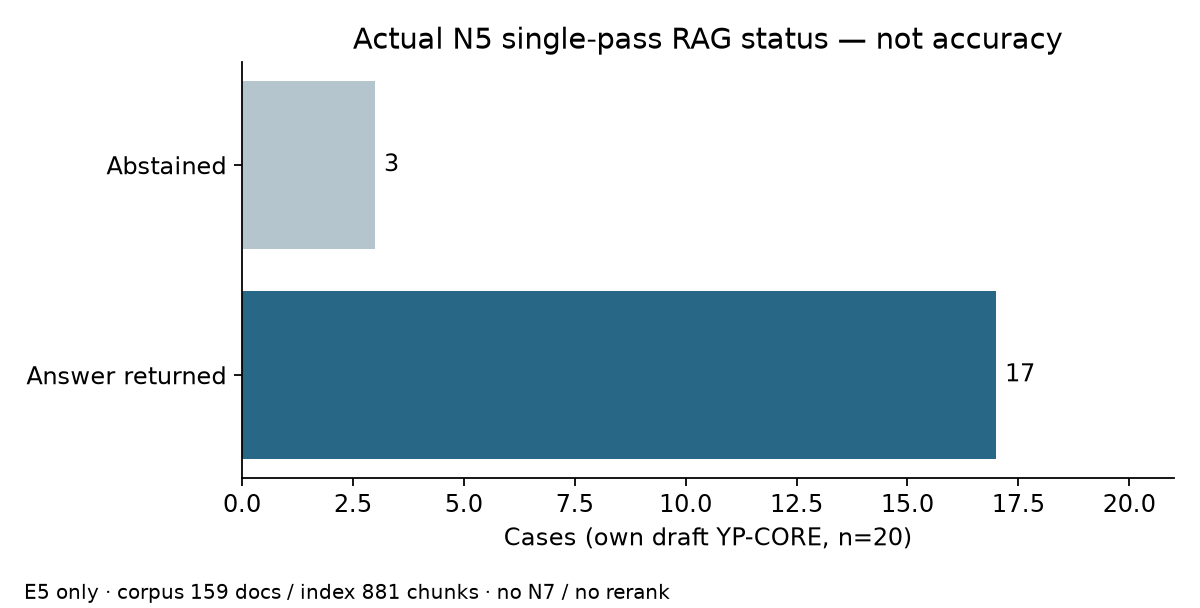 Actual N5 single-pass RAG status — not accuracy
Abstained
3
Answer returned
17
0.0 2.5 5.0 7.5 10.0 12.5 15.0 17.5 20.0
Cases (own draft YP-CORE, n=20)
E5 only · corpus 159 docs / index 881 chunks · no N7 / no rerank